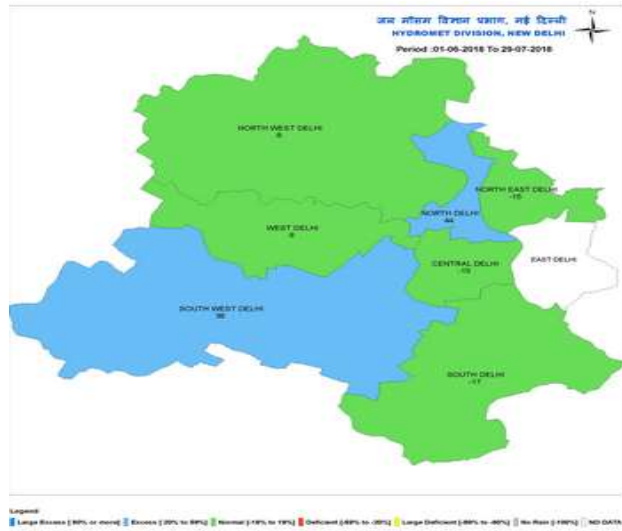 जल मौसम विज्ञान प्रभाग, नई दिल्ली
HYDROMET DIVISION, NEW DELHI
N
Period :01-06-2018 To 29-07-2018
NORTH WEST DELHI
NORTH EAST DELHI
NORTH DELHI
44
WEST DELHI
CENTRAL DELHI
EAST DELHI
SOUTH WEST DELHI
SOUTH DELHI
-17
Legend:
Large Excess [60% or more] Excess [20% to 59%] Normal [-19% to 19%] Deficient [-59% to -20%] Large Deficient [-99% to -60%] No Rain [-100%] NO DATA